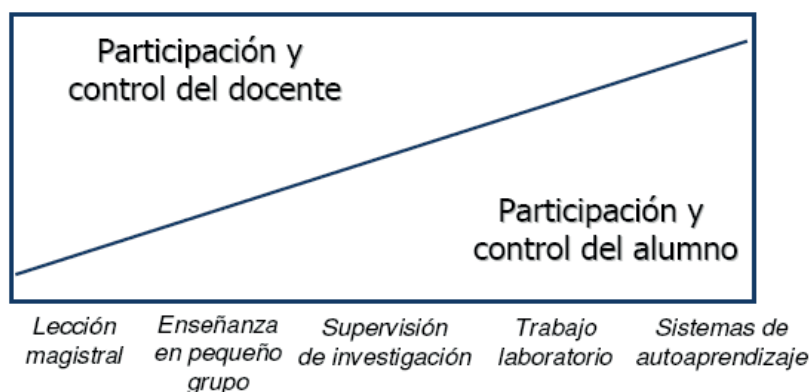 Participación y
control del docente
Participación y
control del alumno
Lección
magistral
Enseñanza
en pequeño
grupo
Supervisión
de investigación
Trabajo
laboratorio
Sistemas de
autoaprendizaje